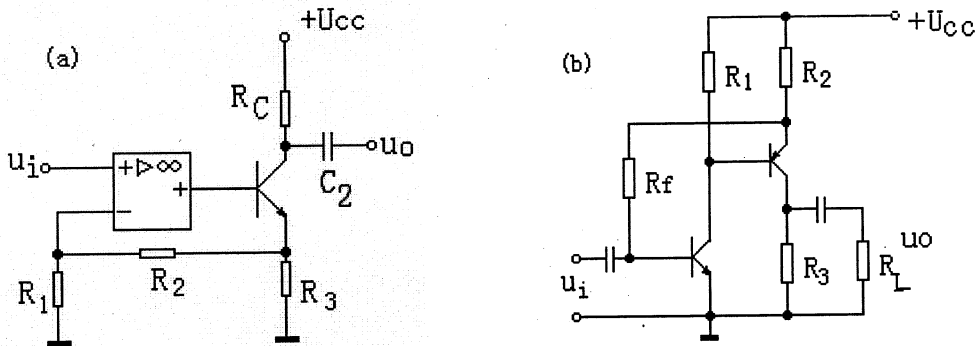 (a)
+Ucc
RC
ui
+▷∞
+
−
C2
uo
R1
R2
R3
(b)
+Ucc
R1
R2
Rf
ui
R3
RL
uo